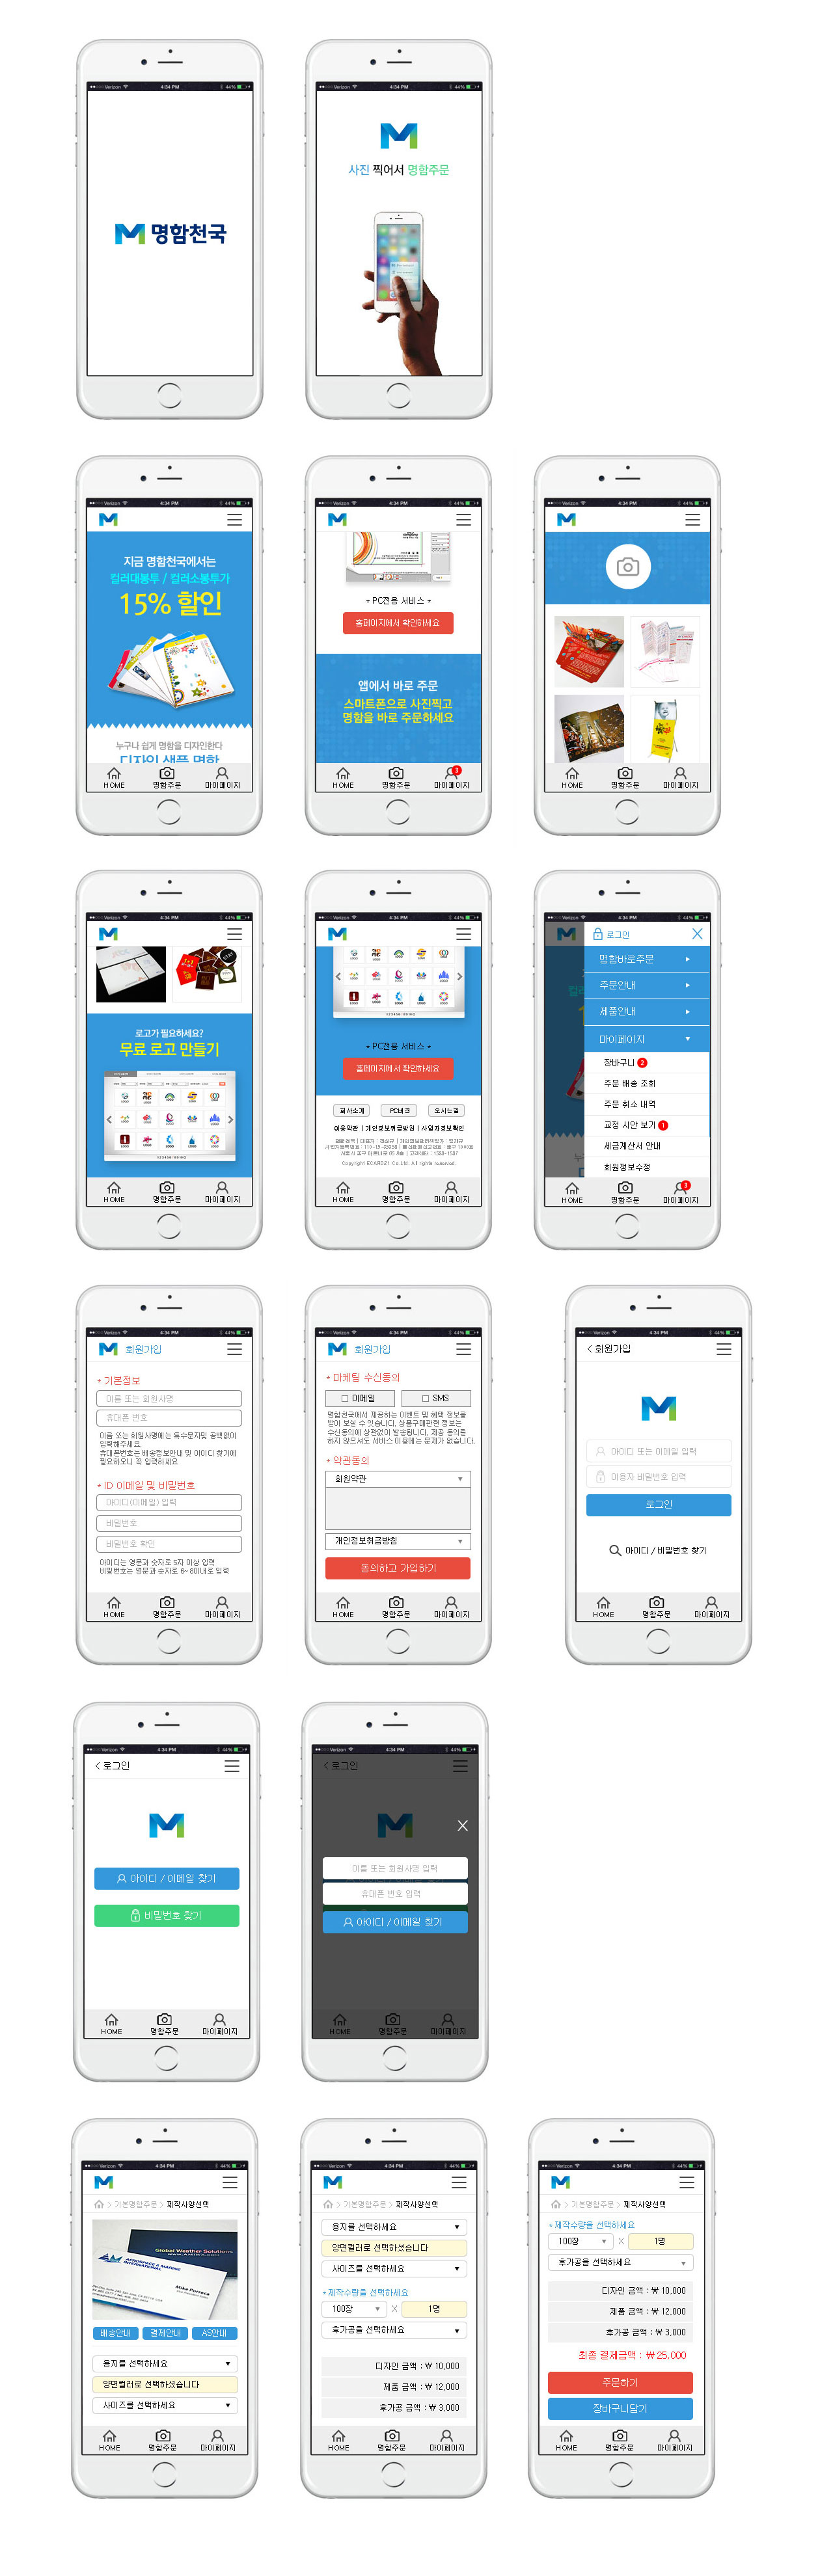 Verizon 4:34 PM 44%
명함천국
Verizon 4:34 PM 44%
사진 찍어서 명함주문
Verizon 4:34 PM 44%
지금 명함천국에서는
컬러대봉투 / 컬러소봉투가
15% 할인
누구나 쉽게 명함을 디자인한다
디자인 샘플 명함
HOME 명함주문 마이페이지
Verizon 4:34 PM 44%
• PC전용 서비스 •
홈페이지에서 확인하세요
앱에서 바로 주문
스마트폰으로 사진찍고
명함을 바로 주문하세요
3
HOME 명함주문 마이페이지
Verizon 4:34 PM 44%
HOME 명함주문 마이페이지
Verizon 4:34 PM 44%
로고가 필요하세요?
무료 로고 만들기
HOME 명함주문 마이페이지
Verizon 4:34 PM 44%
• PC전용 서비스 •
홈페이지에서 확인하세요
회사소개 PC버전 오시는길
이용약관 | 개인정보취급방침 | 사업자정보확인
HOME 명함주문 마이페이지
Verizon 4:34 PM 44%
로그인 X
명함바로주문
주문안내
제품안내
마이페이지
장바구니 2
주문 배송 조회
주문 취소 내역
교정 시안 보기 1
세금계산서 안내
회원정보수정
3
HOME 명함주문 마이페이지
Verizon 4:34 PM 44%
회원가입
* 기본정보
이름 또는 회사명
휴대폰 번호
이름 또는 회원사명에는 특수문자및 공백없이
입력해주세요.
휴대폰번호는 배송정보안내 및 아이디 찾기에
필요하오니 꼭 입력하세요
* ID 이메일 및 비밀번호
아이디(이메일) 입력
비밀번호
비밀번호 확인
아이디는 영문과 숫자로 5자 이상 입력
비밀번호는 영문과 숫자로 6~8이내로 입력
HOME 명함주문 마이페이지
Verizon 4:34 PM 44%
회원가입
* 마케팅 수신동의
이메일 SMS
명함천국에서 제공하는 이벤트 및 혜택 정보를
받아 보실 수 있습니다. 상품구매관련 정보는
수신동의에 상관없이 발송됩니다. 제공 동의를
하지 않으셔도 서비스 이용에는 문제가 없습니다.
* 약관동의
회원약관
개인정보취급방침
동의하고 가입하기
HOME 명함주문 마이페이지
Verizon 4:34 PM 44%
< 회원가입
아이디 또는 이메일 입력
이용자 비밀번호 입력
로그인
아이디 / 비밀번호 찾기
HOME 명함주문 마이페이지
Verizon 4:34 PM 44%
< 로그인
아이디 / 이메일 찾기
비밀번호 찾기
HOME 명함주문 마이페이지
Verizon 4:34 PM 44%
< 로그인
X
이름 또는 회원사명 입력
휴대폰 번호 입력
아이디 / 이메일 찾기
HOME 명함주문 마이페이지
Verizon 4:34 PM 44%
> 기본명함주문 > 제작사양선택
Global Weather Solutions
AEROSPACE & MARINE
INTERNATIONAL
Mike Porreca
배송안내 결제안내 AS안내
용지를 선택하세요
양면컬러로 선택하셨습니다
사이즈를 선택하세요
HOME 명함주문 마이페이지
Verizon 4:34 PM 44%
> 기본명함주문 > 제작사양선택
용지를 선택하세요
양면컬러로 선택하셨습니다
사이즈를 선택하세요
* 제작수량을 선택하세요
100장 X 1명
후가공을 선택하세요
디자인 금액 : ₩ 10,000
제품 금액 : ₩ 12,000
후가공 금액 : ₩ 3,000
HOME 명함주문 마이페이지
Verizon 4:34 PM 44%
> 기본명함주문 > 제작사양선택
* 제작수량을 선택하세요
100장 X 1명
후가공을 선택하세요
디자인 금액 : ₩ 10,000
제품 금액 : ₩ 12,000
후가공 금액 : ₩ 3,000
최종 결제금액 : ₩ 25,000
주문하기
장바구니담기
HOME 명함주문 마이페이지